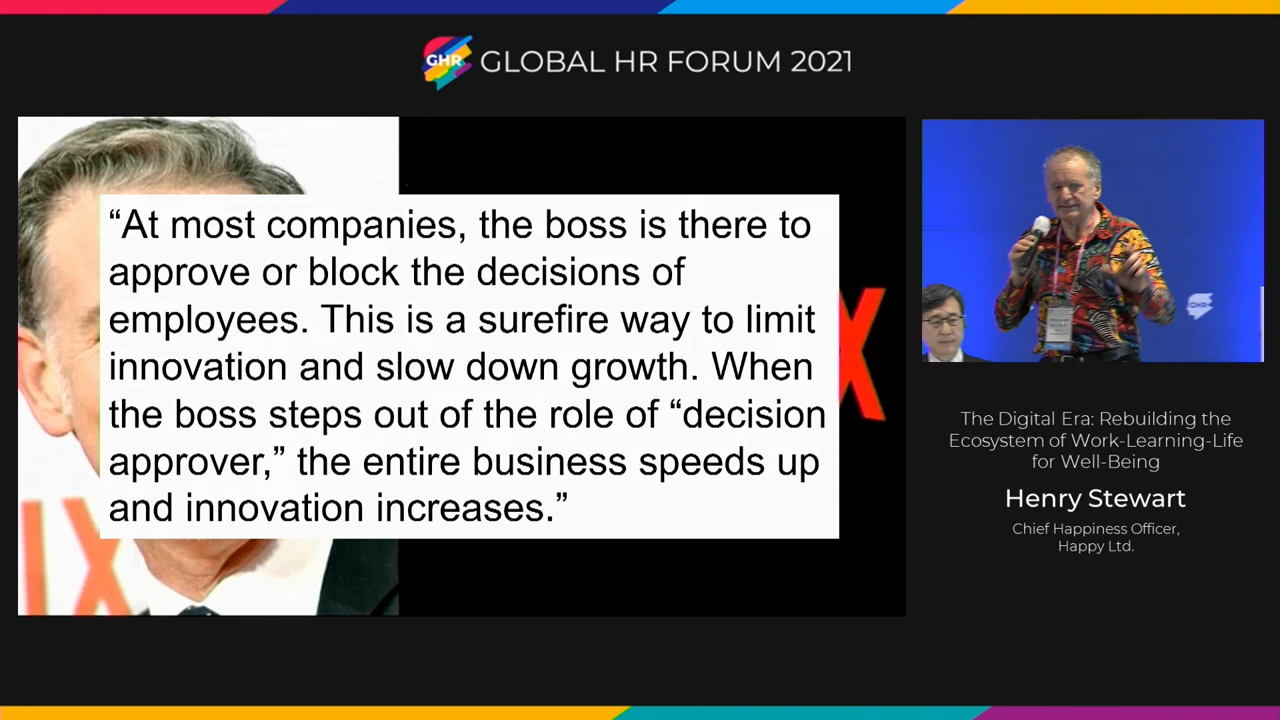 GHR GLOBAL HR FORUM 2021
“At most companies, the boss is there to
approve or block the decisions of
employees. This is a surefire way to limit
innovation and slow down growth. When
the boss steps out of the role of “decision
approver,” the entire business speeds up
and innovation increases.”
X
IX
GHR
The Digital Era: Rebuilding the
Ecosystem of Work-Learning-Life
for Well-Being
Henry Stewart
Chief Happiness Officer,
Happy Ltd.